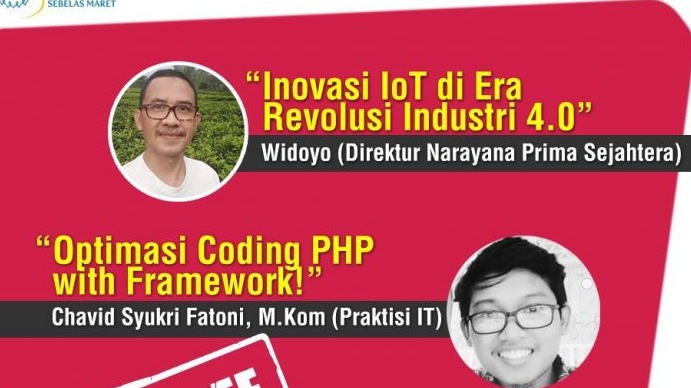 SEBELAS MARET
“Inovasi IoT di Era
Revolusi Industri 4.0”
Widoyo (Direktur Narayana Prima Sejahtera)
“Optimasi Coding PHP
with Framework!”
Chavid Syukri Fatoni, M.Kom (Praktisi IT)